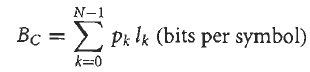 B_C = \sum_{k=0}^{N-1} p_k l_k (bits per symbol)